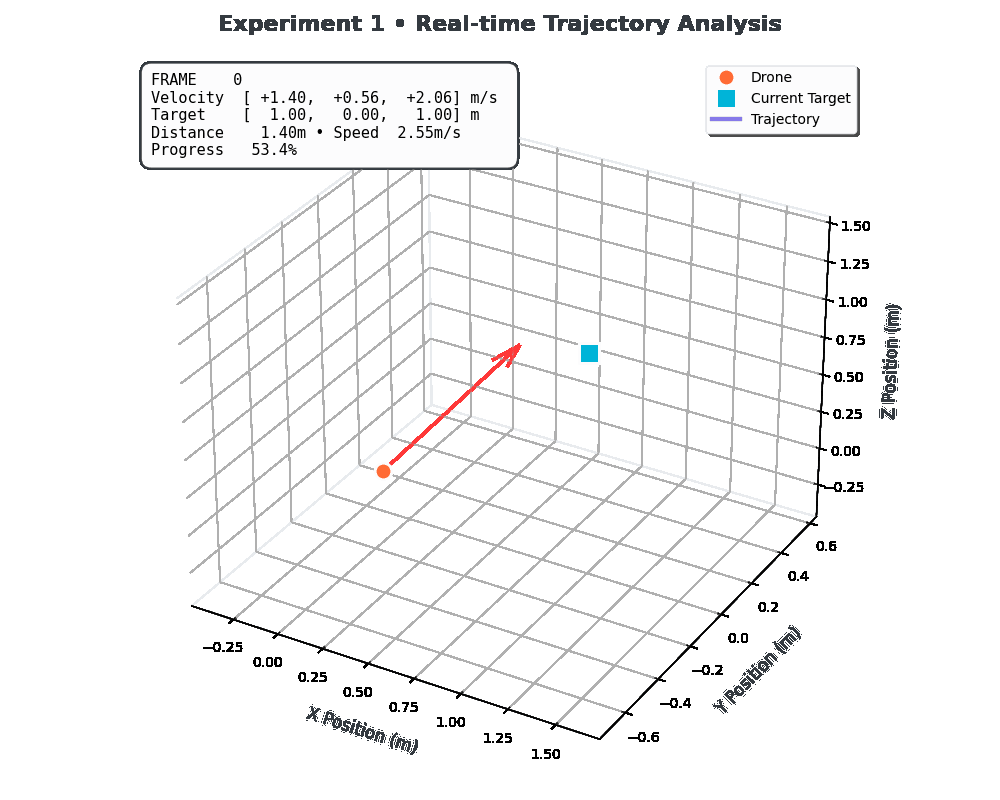 Experiment 1 • Real-time Trajectory Analysis
FRAME    0
Velocity  [ +1.40,  +0.56,  +2.06] m/s
Target    [  1.00,   0.00,   1.00] m
Distance    1.40m • Speed  2.55m/s
Progress   53.4%
Drone
Current Target
Trajectory
1.50
1.25
1.00
0.75
0.50
0.25
0.00
−0.25
Z Position (m)
0.6
0.4
0.2
0.0
−0.2
−0.4
−0.6
Y Position (m)
−0.25
0.00
0.25
0.50
0.75
1.00
1.25
1.50
X Position (m)